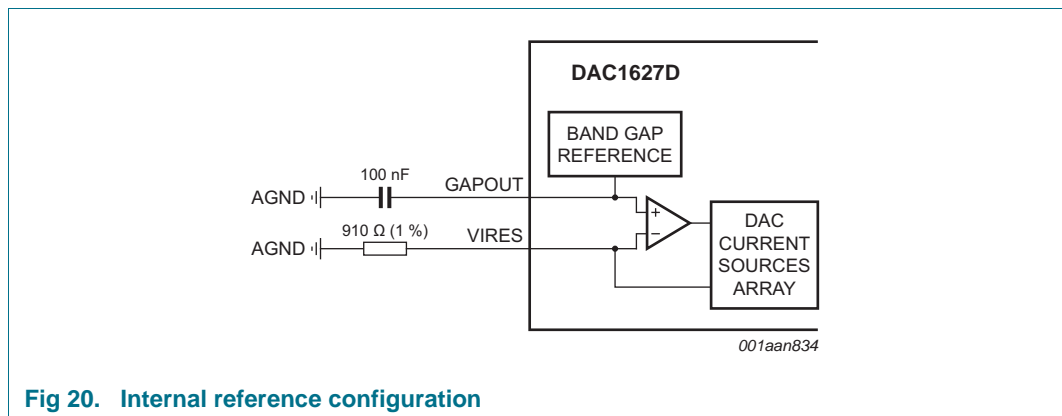 DAC1627D
BAND GAP
REFERENCE
100 nF
GAPOUT
AGND
+
910 Ω (1 %)
VIRES
AGND
−
DAC
CURRENT
SOURCES
ARRAY
001aan834
Fig 20. Internal reference configuration